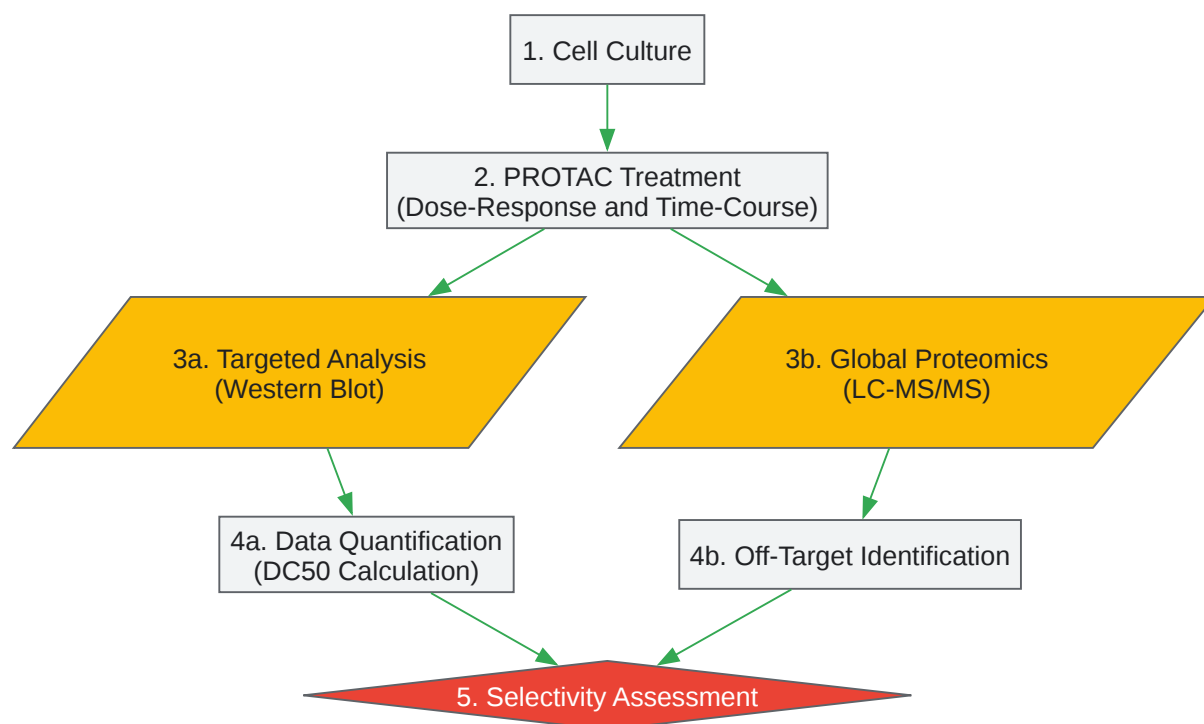 1. Cell Culture
2. PROTAC Treatment
(Dose-Response and Time-Course)
3a. Targeted Analysis
(Western Blot)
3b. Global Proteomics
(LC-MS/MS)
4a. Data Quantification
(DC50 Calculation)
4b. Off-Target Identification
5. Selectivity Assessment